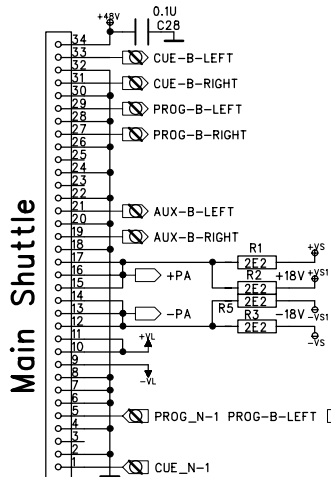 0.1U
+48V C28
34
33 CUE-B-LEFT
32
31 CUE-B-RIGHT
30
29 PROG-B-LEFT
28
27 PROG-B-RIGHT
26
25
24
23
22
21 AUX-B-LEFT
20
19 AUX-B-RIGHT
18
17 R1 +VS
2E2
16 +PA R2 +18V +VS1
15 2E2
14 R5 2E2
13 -PA R3 -18V -VS1
12 2E2
11 +VL -VS
10
9 -VL
8
7
6
5 PROG_N-1 PROG-B-LEFT
4
3
2
1 CUE_N-1
Main Shuttle